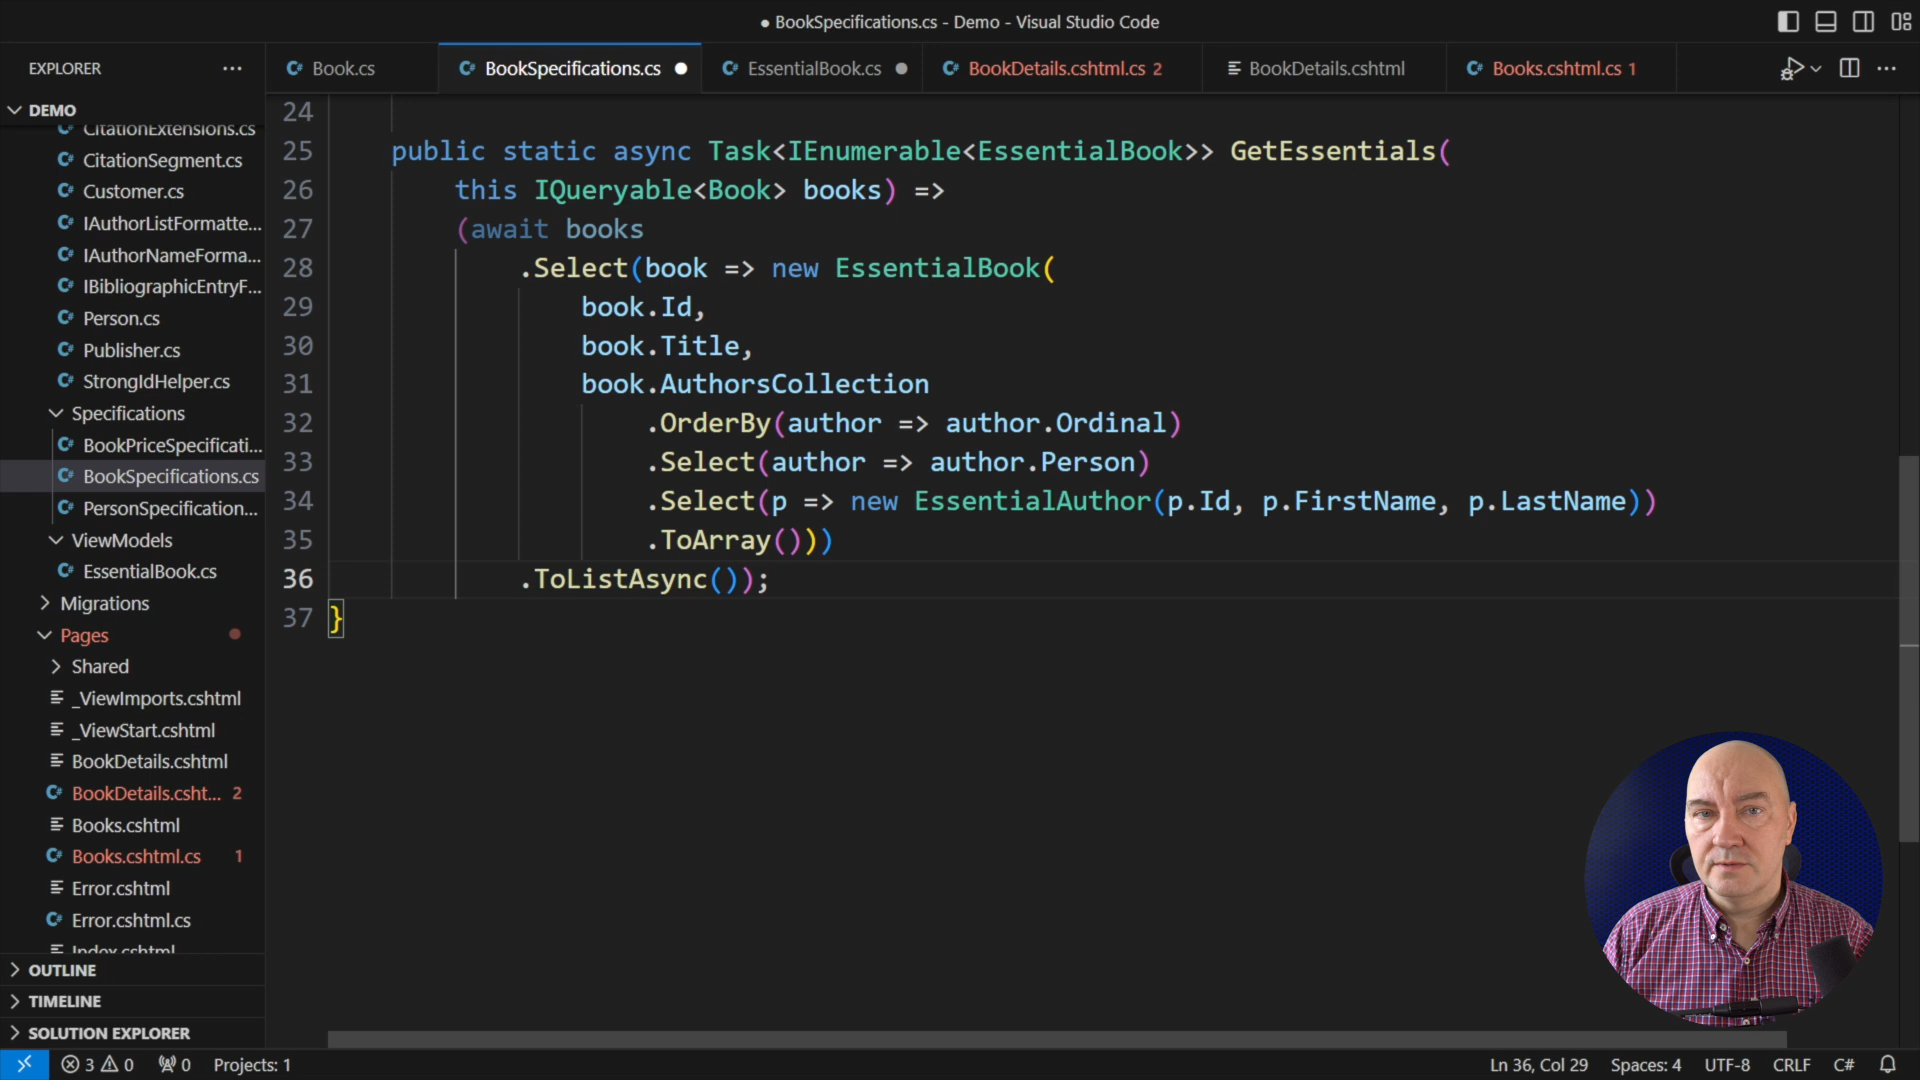 ● BookSpecifications.cs - Demo - Visual Studio Code
EXPLORER
Book.cs
BookSpecifications.cs
EssentialBook.cs
BookDetails.cshtml.cs 2
BookDetails.cshtml
Books.cshtml.cs 1
DEMO
CitationExtensions.cs
CitationSegment.cs
Customer.cs
IAuthorListFormatte...
IAuthorNameForma...
IBibliographicEntryF...
Person.cs
Publisher.cs
StrongIdHelper.cs
Specifications
BookPriceSpecificati...
BookSpecifications.cs
PersonSpecification...
ViewModels
EssentialBook.cs
Migrations
Pages
Shared
_ViewImports.cshtml
_ViewStart.cshtml
BookDetails.cshtml
BookDetails.csht... 2
Books.cshtml
Books.cshtml.cs 1
Error.cshtml
Error.cshtml.cs
Index.cshtml
OUTLINE
TIMELINE
SOLUTION EXPLORER
24
25 public static async Task<IEnumerable<EssentialBook>> GetEssentials(
26 this IQueryable<Book> books) =>
27 (await books
28 .Select(book => new EssentialBook(
29 book.Id,
30 book.Title,
31 book.AuthorsCollection
32 .OrderBy(author => author.Ordinal)
33 .Select(author => author.Person)
34 .Select(p => new EssentialAuthor(p.Id, p.FirstName, p.LastName))
35 .ToArray()))
36 .ToListAsync());
37 }
3 0 0 Projects: 1
Ln 36, Col 29 Spaces: 4 UTF-8 CRLF C#